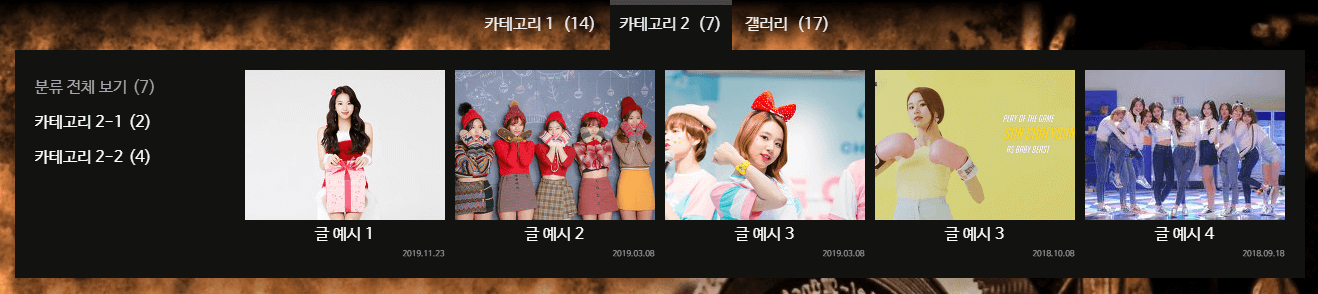 카테고리 1 (14) 카테고리 2 (7) 갤러리 (17)
분류 전체 보기 (7)
카테고리 2-1 (2)
카테고리 2-2 (4)
PLAY OF THE GAME
AS BABY BEAST
글 예시 1 글 예시 2 글 예시 3 글 예시 3 글 예시 4
2019.11.23 2019.03.08 2019.03.08 2018.10.08 2018.09.18